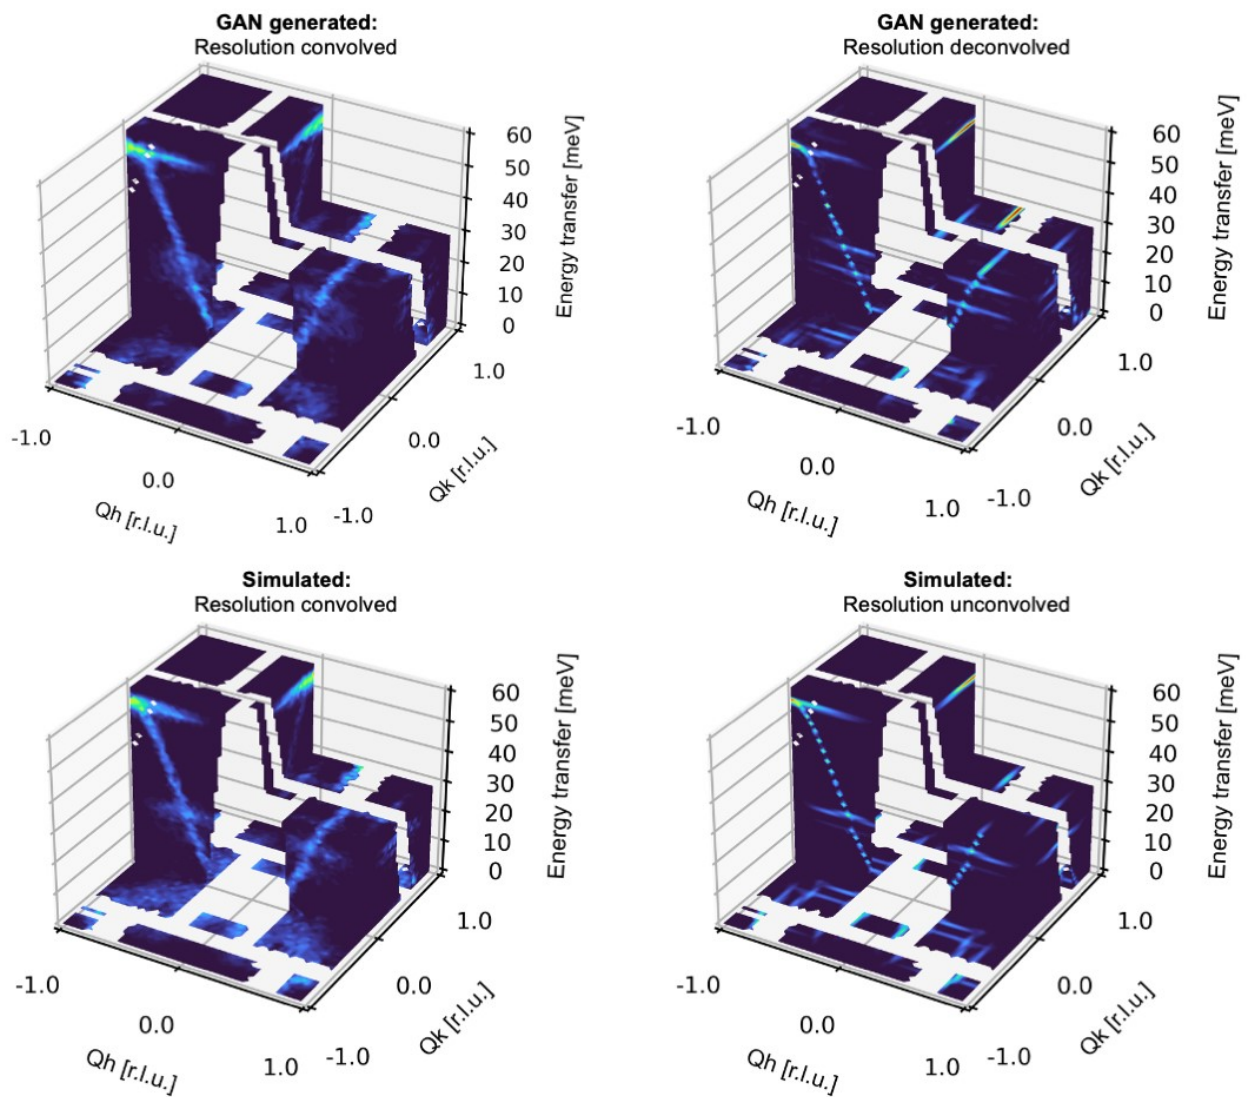 GAN generated:
Resolution convolved
60
50
40
30
20
10
0
Energy transfer [meV]
1.0
0.0
-1.0
Qk [r.l.u.]
-1.0
0.0
1.0
Qh [r.l.u.]
GAN generated:
Resolution deconvolved
60
50
40
30
20
10
0
Energy transfer [meV]
1.0
0.0
-1.0
Qk [r.l.u.]
-1.0
0.0
1.0
Qh [r.l.u.]
Simulated:
Resolution convolved
60
50
40
30
20
10
0
Energy transfer [meV]
1.0
0.0
-1.0
Qk [r.l.u.]
-1.0
0.0
1.0
Qh [r.l.u.]
Simulated:
Resolution unconvolved
60
50
40
30
20
10
0
Energy transfer [meV]
1.0
0.0
-1.0
Qk [r.l.u.]
-1.0
0.0
1.0
Qh [r.l.u.]